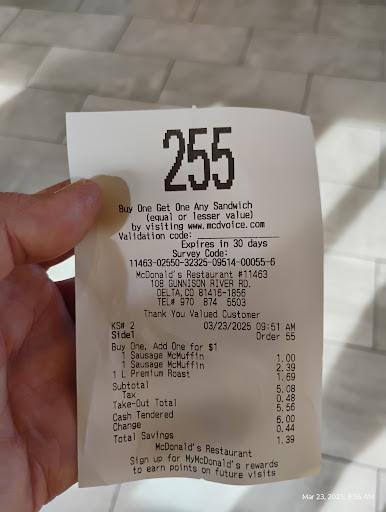 255
Buy One Get One Any Sandwich
(equal or lesser value)
by visiting www.mcdvoice.com
Validation code:
Expires in 30 days
Survey Code:
11463-02550-32325-09514-00055-6
McDonald's Restaurant #11463
108 GUNNISON RIVER RD.
DELTA,CO 81416-1856
TEL# 970 874 5503
Thank You Valued Customer
KS# 2 03/23/2025 09:51 AM
Side1 Order 55
Buy One, Add One for $1
1 Sausage McMuffin 1.00
1 Sausage McMuffin 2.39
1 L Premium Roast 1.69
Subtotal 5.08
Tax 0.48
Take-Out Total 5.56
Cash Tendered 6.00
Change 0.44
Total Savings 1.39
McDonald's Restaurant
Sign up for MyMcDonald's rewards
to earn points on future visits
Mar 23, 2025, 9:56 AM